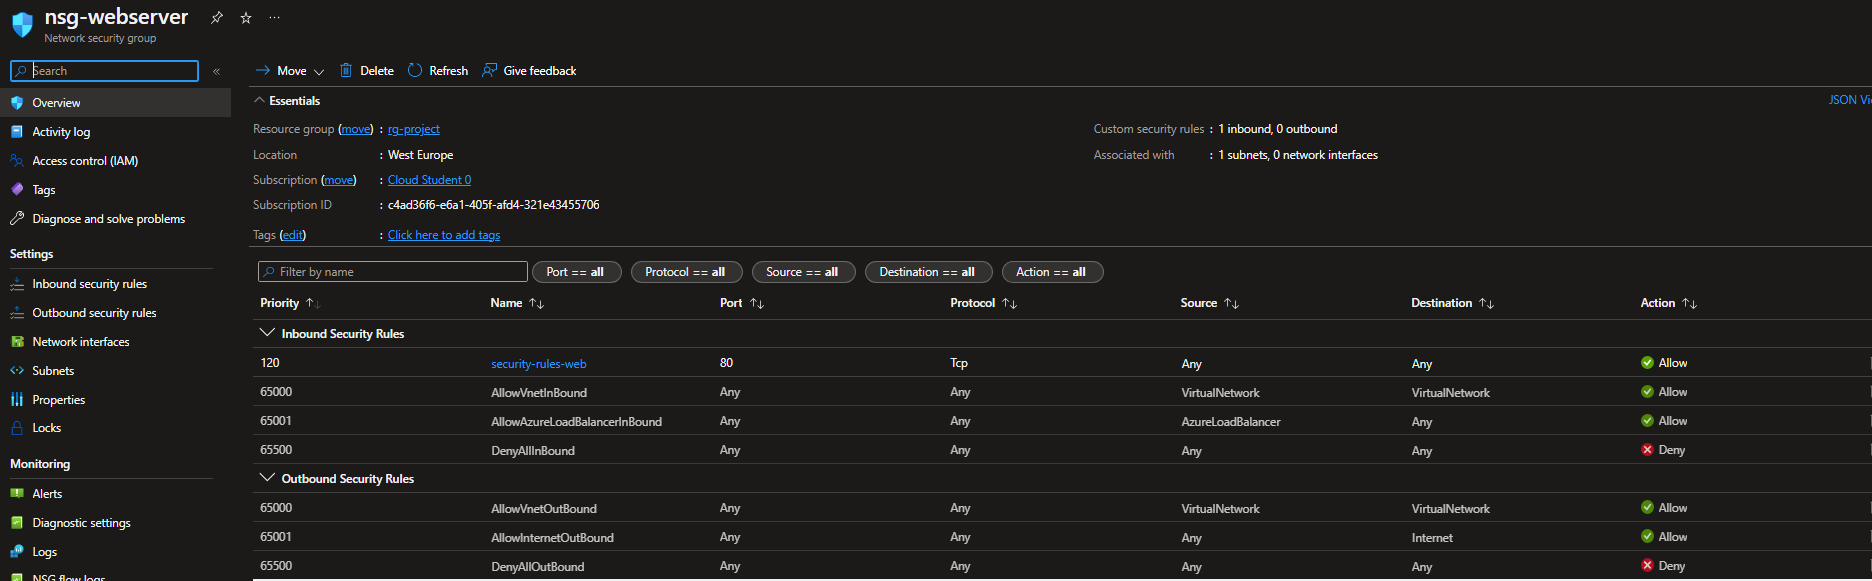 nsg-webserver
Network security group
Search
«
Move
Delete
Refresh
Give feedback
Overview
Activity log
Access control (IAM)
Tags
Diagnose and solve problems
Settings
Inbound security rules
Outbound security rules
Network interfaces
Subnets
Properties
Locks
Monitoring
Alerts
Diagnostic settings
Logs
NSG flow logs
Essentials
JSON Vi
Resource group (move) : rg-project
Location : West Europe
Subscription (move) : Cloud Student 0
Subscription ID : c4ad36f6-e6a1-405f-afd4-321e43455706
Tags (edit) : Click here to add tags
Custom security rules : 1 inbound, 0 outbound
Associated with : 1 subnets, 0 network interfaces
Filter by name
Port == all
Protocol == all
Source == all
Destination == all
Action == all
Priority Name Port Protocol Source Destination Action
Inbound Security Rules
120 security-rules-web 80 Tcp Any Any Allow
65000 AllowVnetInBound Any Any VirtualNetwork VirtualNetwork Allow
65001 AllowAzureLoadBalancerInBound Any Any AzureLoadBalancer Any Allow
65500 DenyAllInBound Any Any Any Any Deny
Outbound Security Rules
65000 AllowVnetOutBound Any Any VirtualNetwork VirtualNetwork Allow
65001 AllowInternetOutBound Any Any Any Internet Allow
65500 DenyAllOutBound Any Any Any Any Deny